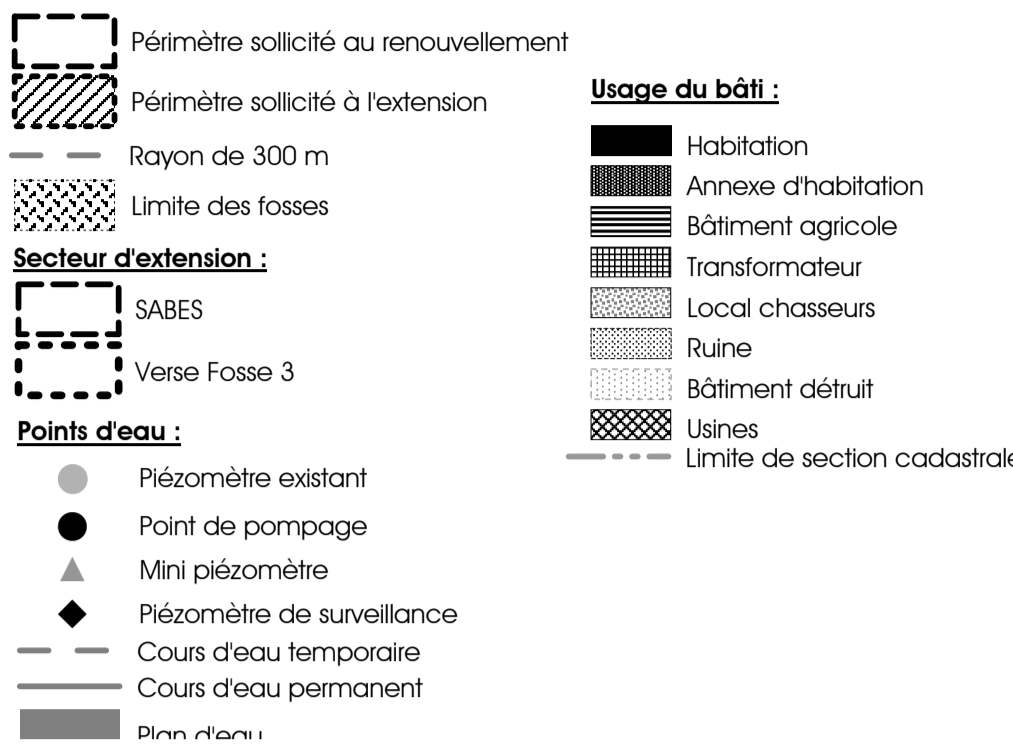 Périmètre sollicité au renouvellement
Périmètre sollicité à l'extension
Rayon de 300 m
Limite des fosses
Secteur d'extension :
SABES
Verse Fosse 3
Points d'eau :
Piézomètre existant
Point de pompage
Mini piézomètre
Piézomètre de surveillance
Cours d'eau temporaire
Cours d'eau permanent
Plan d'eau
Usage du bâti :
Habitation
Annexe d'habitation
Bâtiment agricole
Transformateur
Local chasseurs
Ruine
Bâtiment détruit
Usines
Limite de section cadastrale